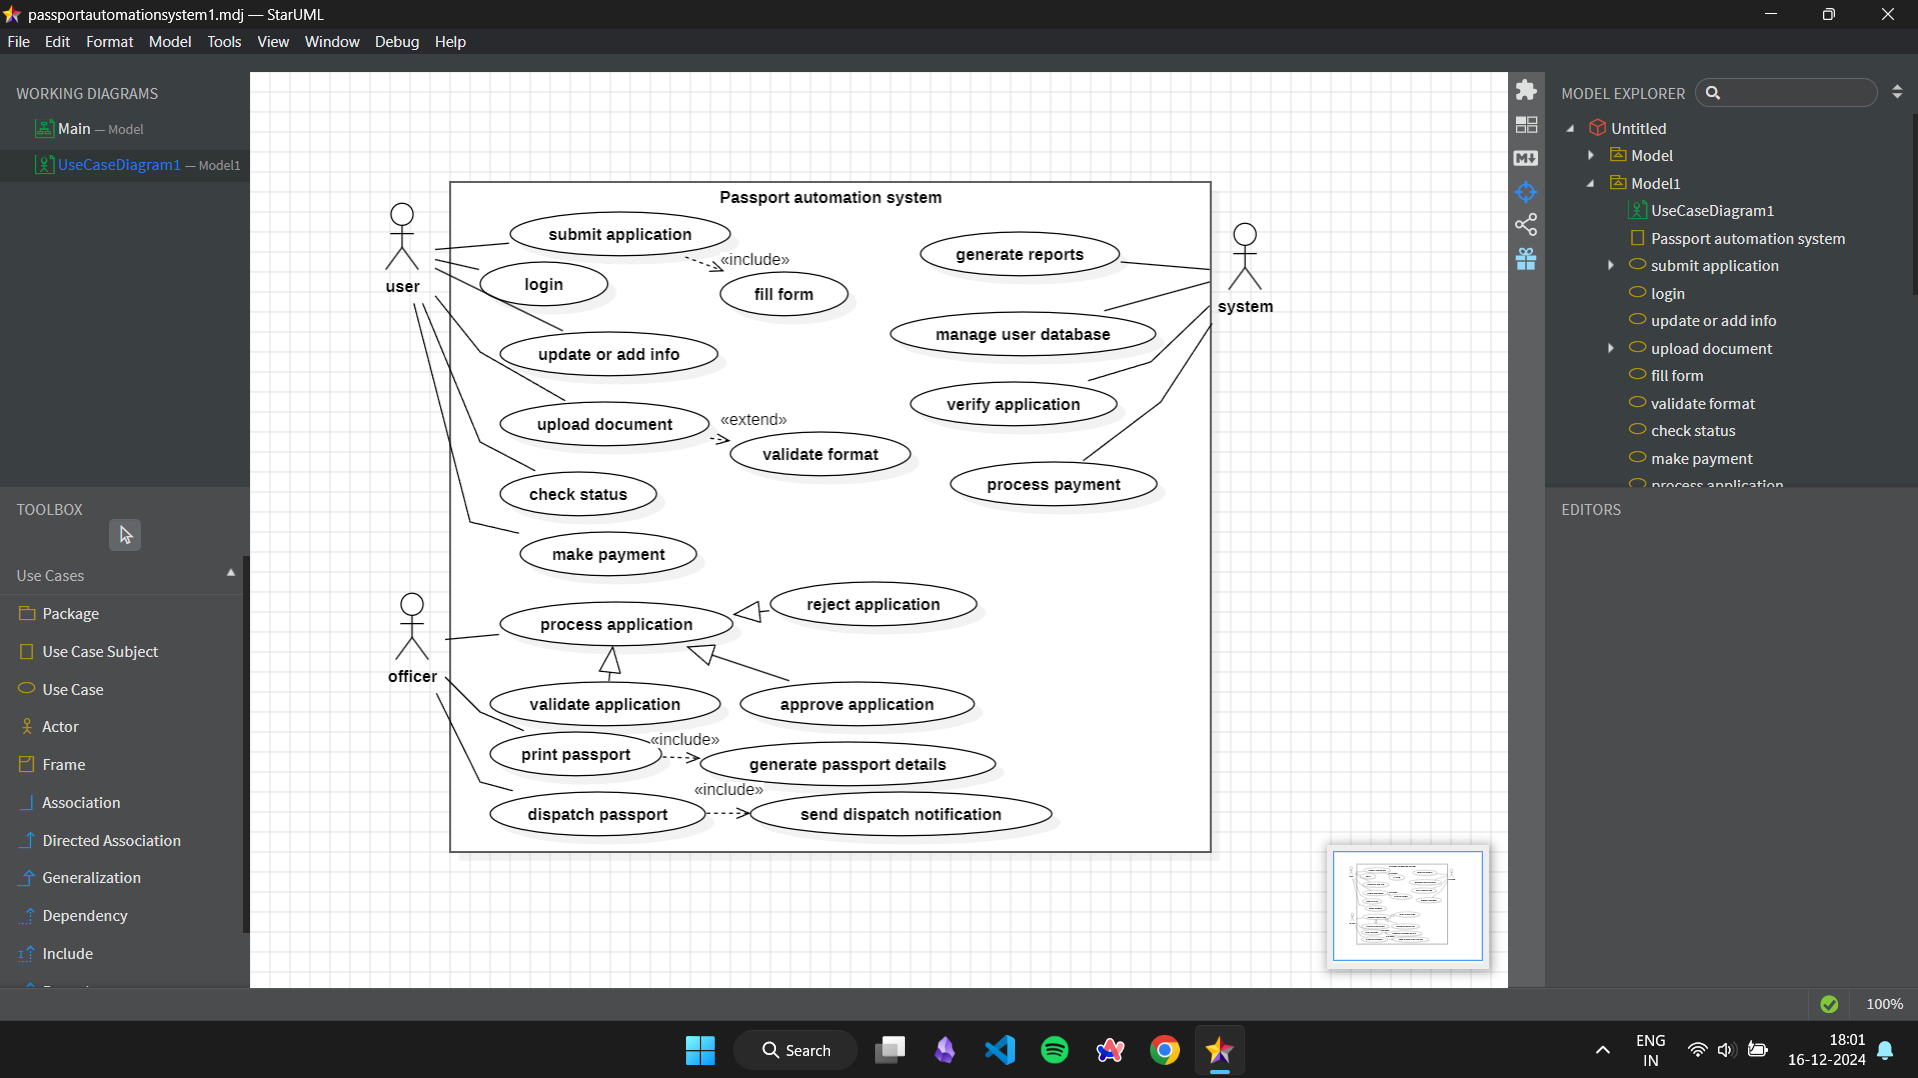 passportautomationsystem1.mdj — StarUML
File Edit Format Model Tools View Window Debug Help
WORKING DIAGRAMS
Main — Model
UseCaseDiagram1 — Model1
TOOLBOX
Use Cases
Package
Use Case Subject
Use Case
Actor
Frame
Association
Directed Association
Generalization
Dependency
Include
Passport automation system
user
submit application
«include»
login
fill form
update or add info
upload document
«extend»
validate format
check status
make payment
generate reports
system
manage user database
verify application
process payment
officer
process application
reject application
validate application
approve application
print passport
«include»
generate passport details
«include»
dispatch passport
send dispatch notification
MODEL EXPLORER
Untitled
Model
Model1
UseCaseDiagram1
Passport automation system
submit application
login
update or add info
upload document
fill form
validate format
check status
make payment
process application
EDITORS
100%
Search
ENG
IN
18:01
16-12-2024